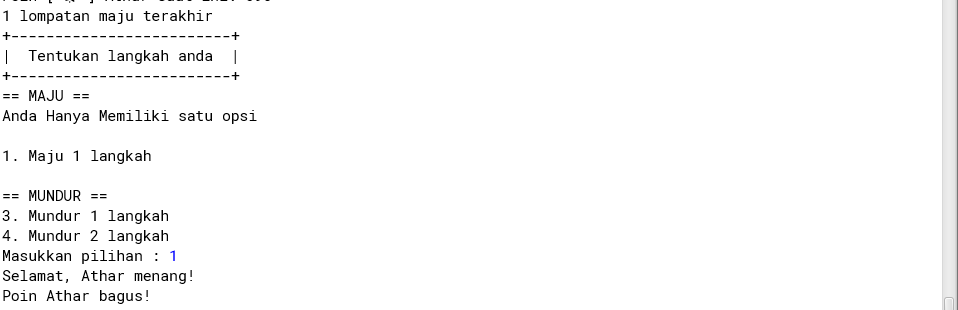 1 lompatan maju terakhir
+-------------------------+
|  Tentukan langkah anda  |
+-------------------------+
== MAJU ==
Anda Hanya Memiliki satu opsi
1. Maju 1 langkah
== MUNDUR ==
3. Mundur 1 langkah
4. Mundur 2 langkah
Masukkan pilihan : 1
Selamat, Athar menang!
Poin Athar bagus!